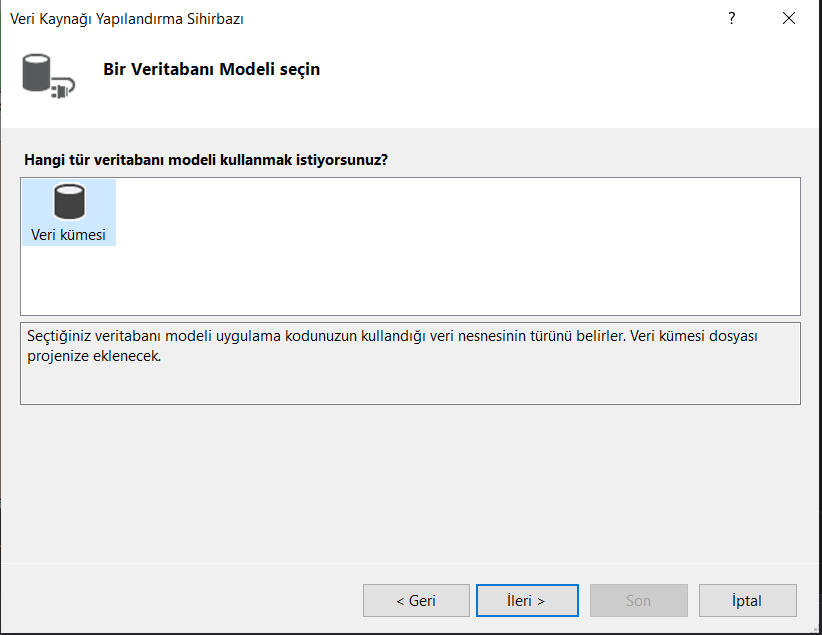 Veri Kaynağı Yapılandırma Sihirbazı
?
Bir Veritabanı Modeli seçin
Hangi tür veritabanı modeli kullanmak istiyorsunuz?
Veri kümesi
Seçtiğiniz veritabanı modeli uygulama kodunuzun kullandığı veri nesnesinin türünü belirler. Veri kümesi dosyası
projenize eklenecek.
< Geri
İleri >
Son
İptal